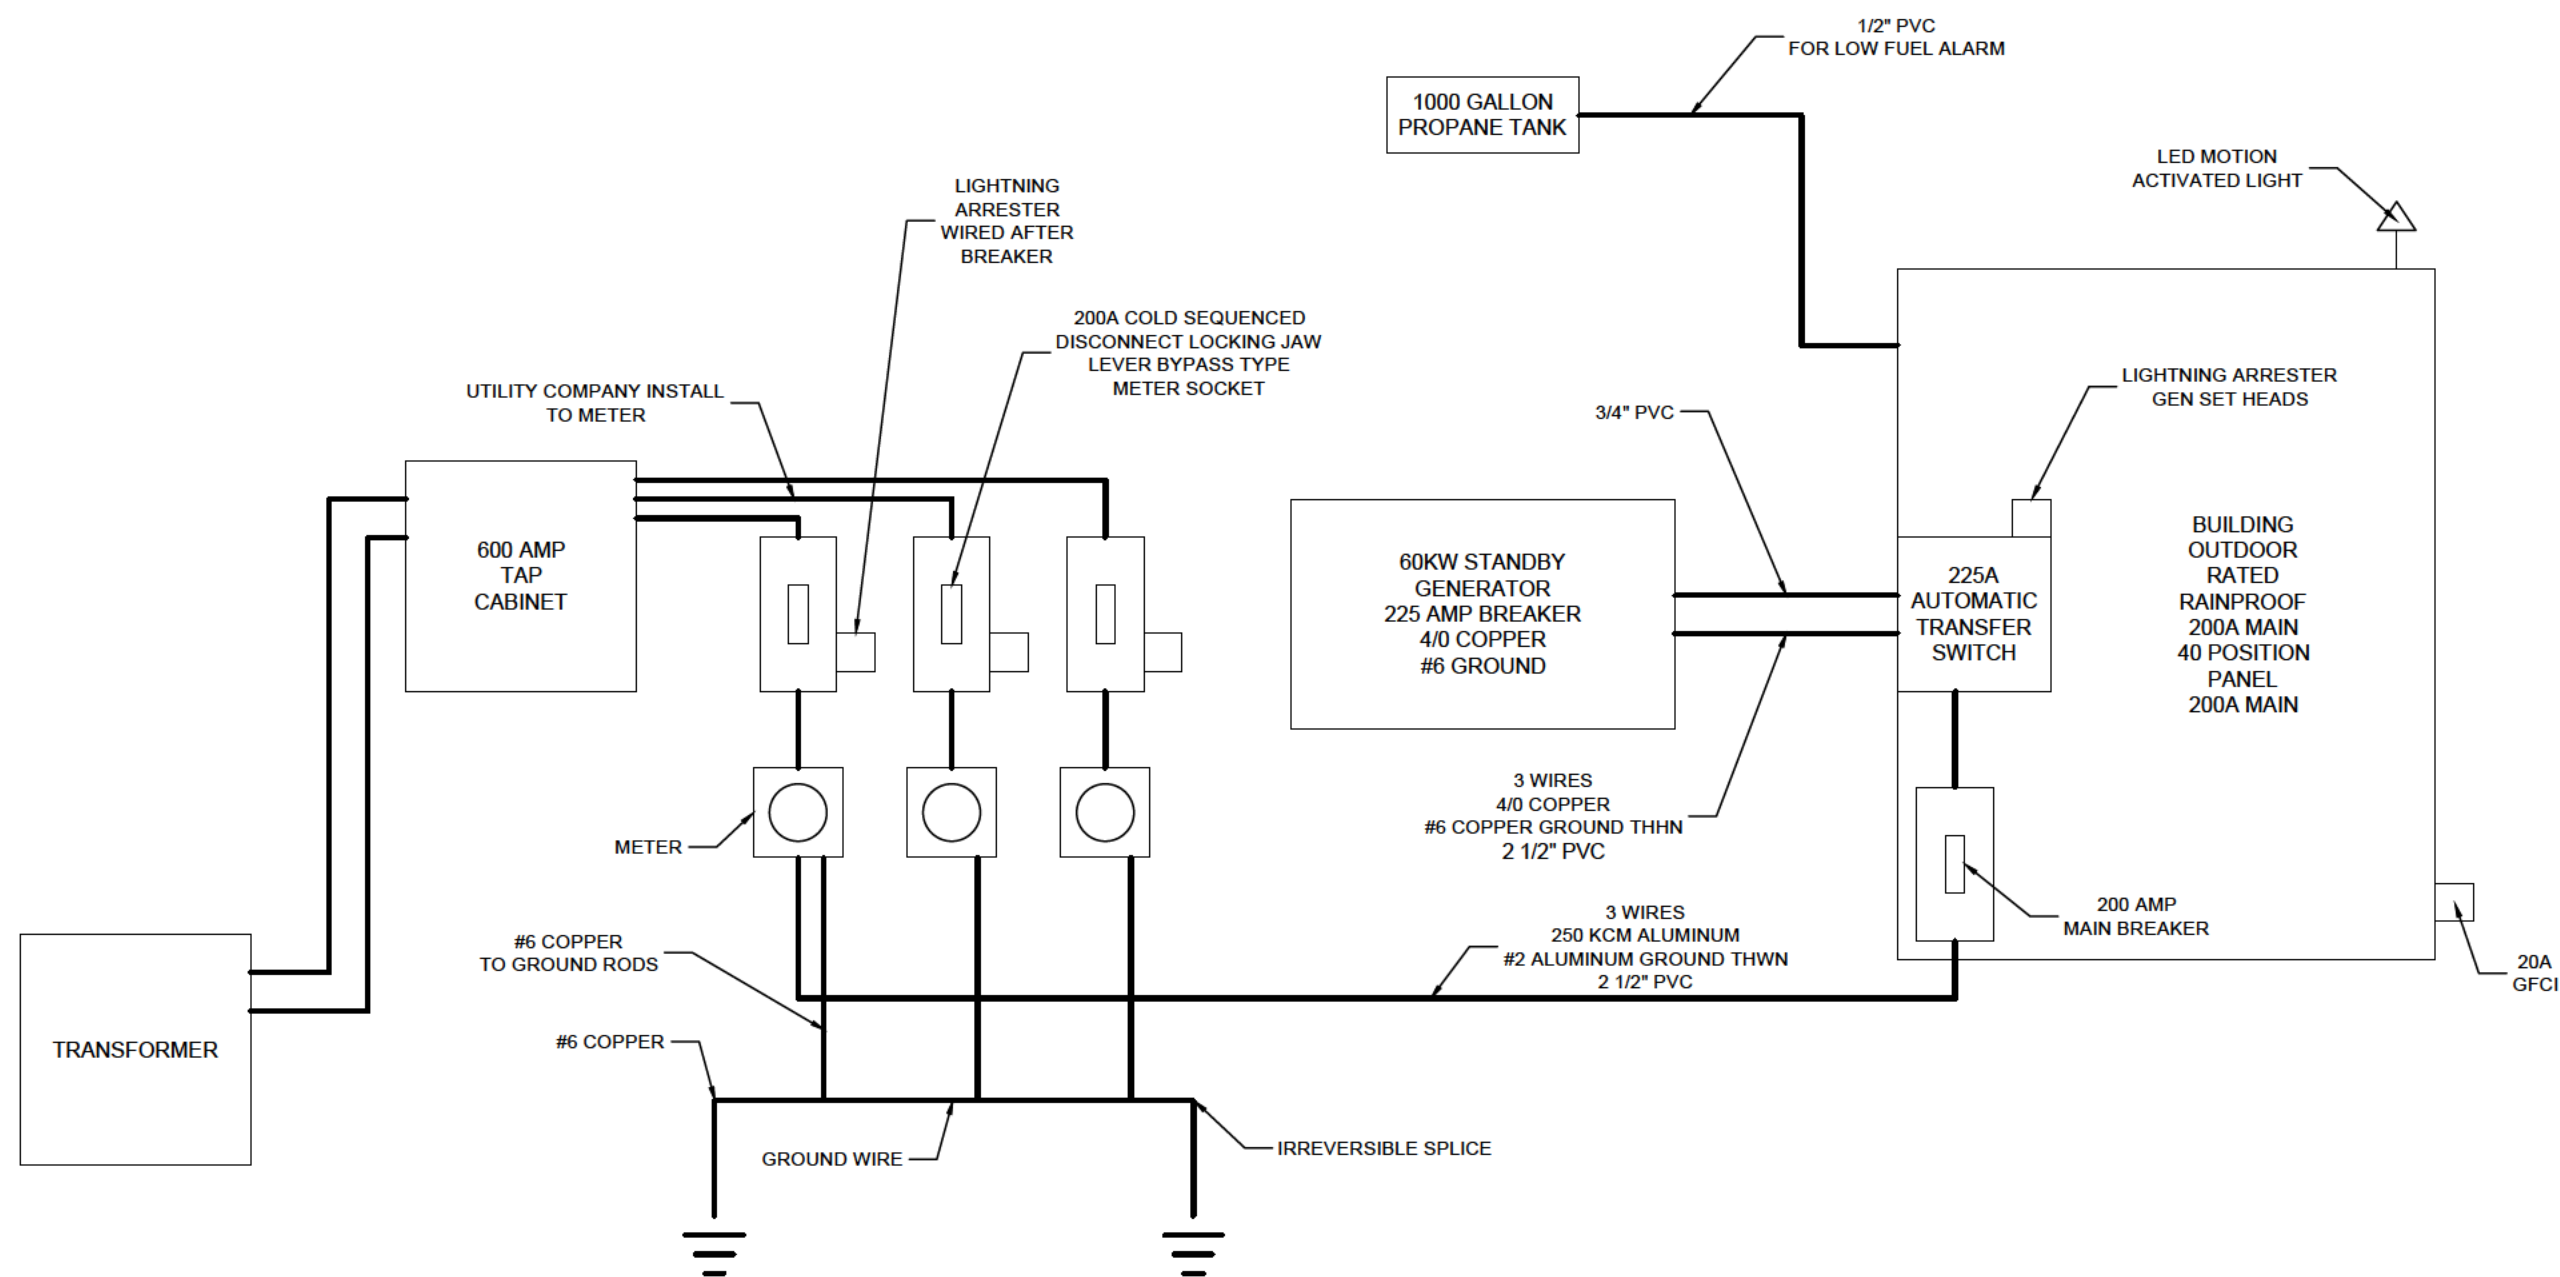 1/2" PVC
FOR LOW FUEL ALARM
1000 GALLON
PROPANE TANK
LED MOTION
ACTIVATED LIGHT
LIGHTNING
ARRESTER
WIRED AFTER
BREAKER
200A COLD SEQUENCED
DISCONNECT LOCKING JAW
LEVER BYPASS TYPE
METER SOCKET
UTILITY COMPANY INSTALL
TO METER
3/4" PVC
LIGHTNING ARRESTER
GEN SET HEADS
600 AMP
TAP
CABINET
60KW STANDBY
GENERATOR
225 AMP BREAKER
4/0 COPPER
#6 GROUND
225A
AUTOMATIC
TRANSFER
SWITCH
BUILDING
OUTDOOR
RATED
RAINPROOF
200A MAIN
40 POSITION
PANEL
200A MAIN
3 WIRES
4/0 COPPER
#6 COPPER GROUND THHN
2 1/2" PVC
METER
200 AMP
MAIN BREAKER
3 WIRES
250 KCM ALUMINUM
#2 ALUMINUM GROUND THWN
2 1/2" PVC
20A
GFCI
#6 COPPER
TO GROUND RODS
#6 COPPER
TRANSFORMER
GROUND WIRE
IRREVERSIBLE SPLICE